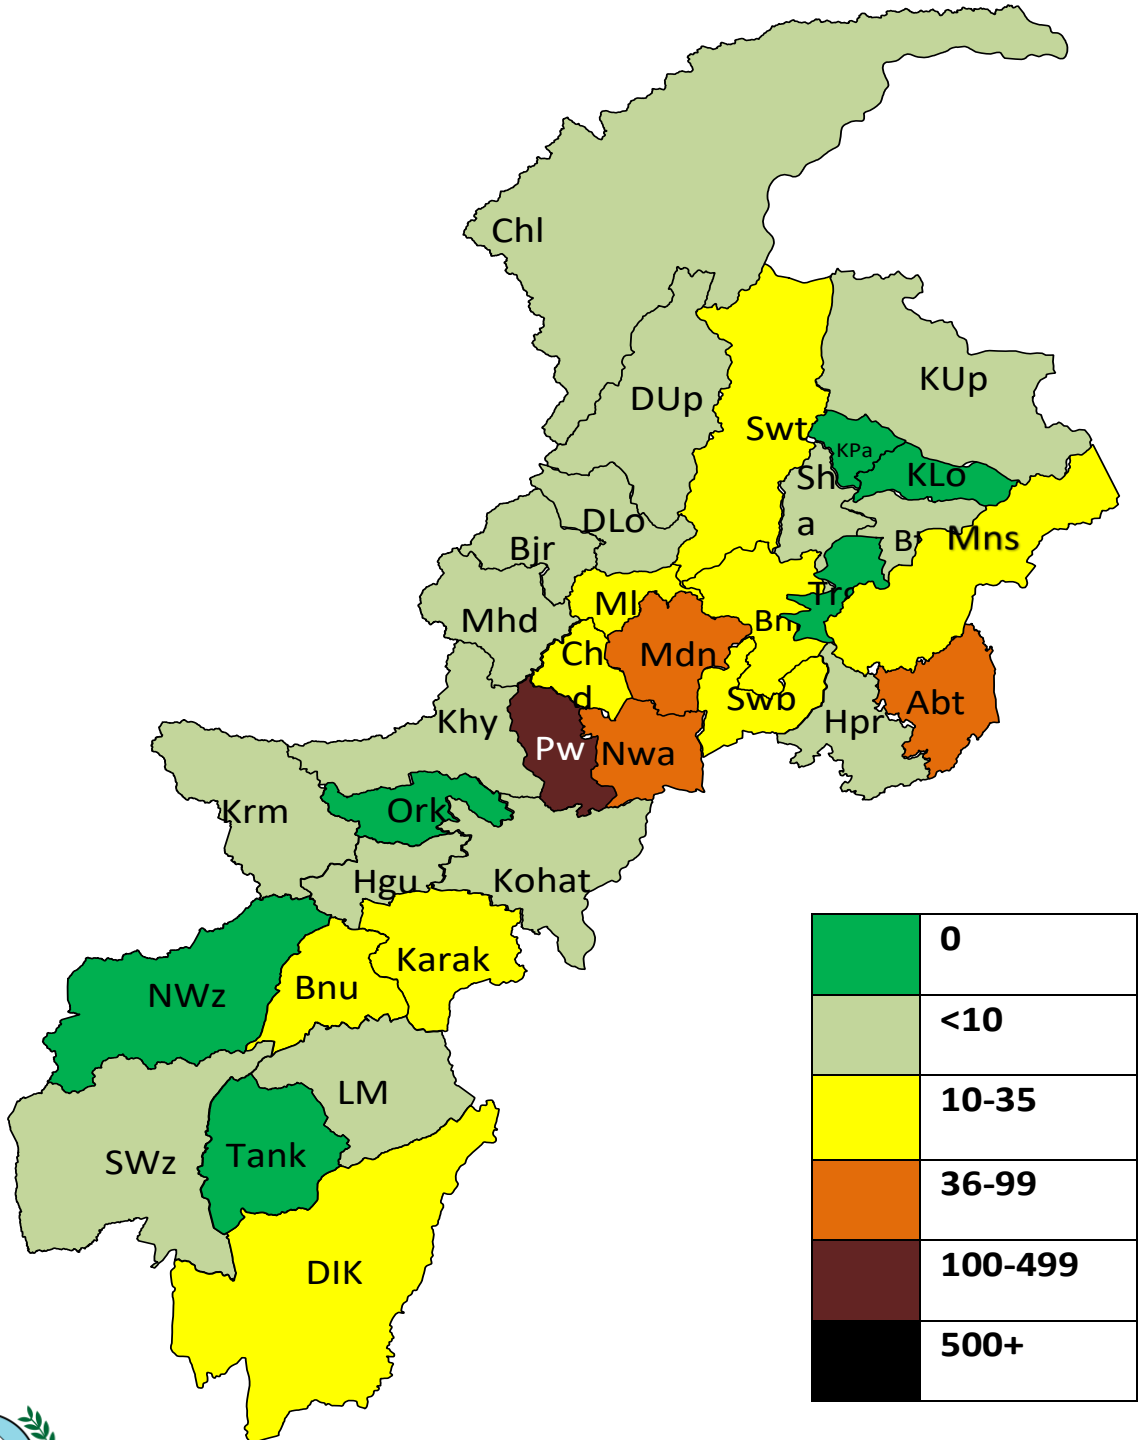 Chl
KUp
DUp
Swt
KPa
KLo
Sh
a
DLo
Mns
Bjr
Ml
Mhd
Bn
Ch
d
Mdn
Swb
Abt
Hpr
Khy
Pw
Nwa
Krm
Ork
Hgu
Kohat
Karak
NWz
Bnu
LM
SWz
Tank
DIK
0
<10
10-35
36-99
100-499
500+